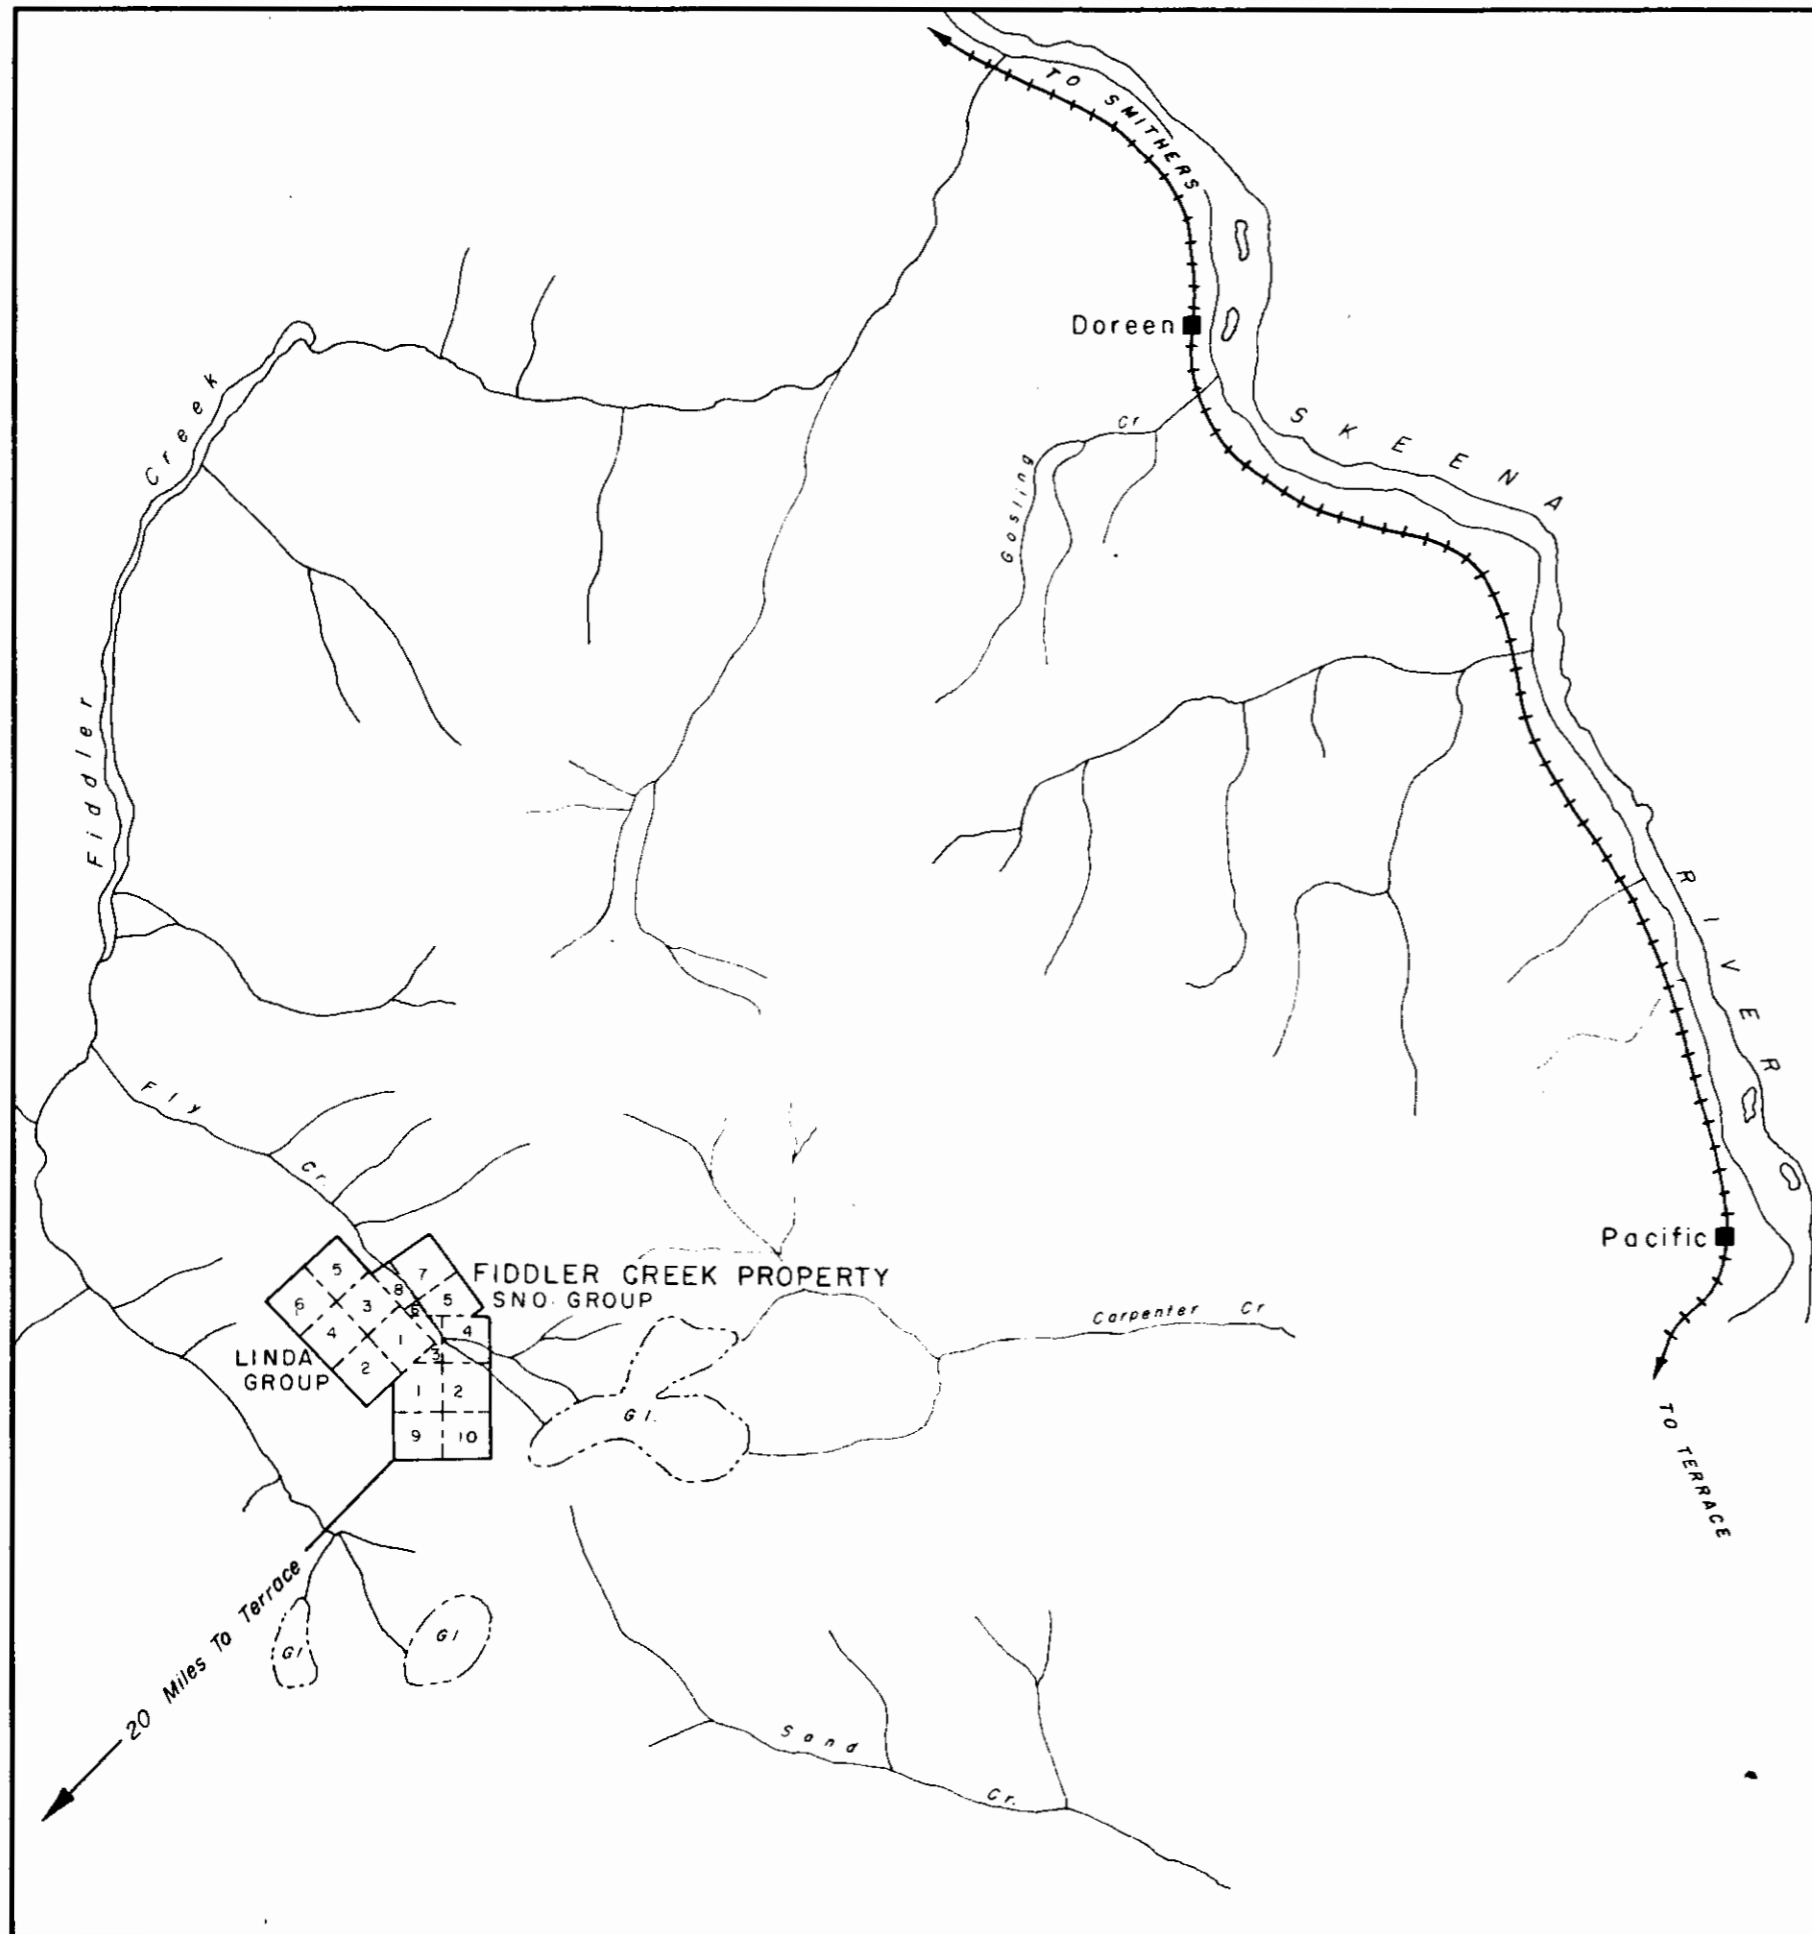 TO SMITHERS
Doreen
SKEENA
RIVER
Gosling Cr
Fiddler Creek
Fly Cr.
Pacific
FIDDLER CREEK PROPERTY
SNO GROUP
5
7
6
3
8
5
6
4
1
4
3
LINDA
GROUP
2
1
2
9
10
Carpenter Cr
Gl.
TO TERRACE
20 Miles To Terrace
Gl.
Gl
Sand Cr.